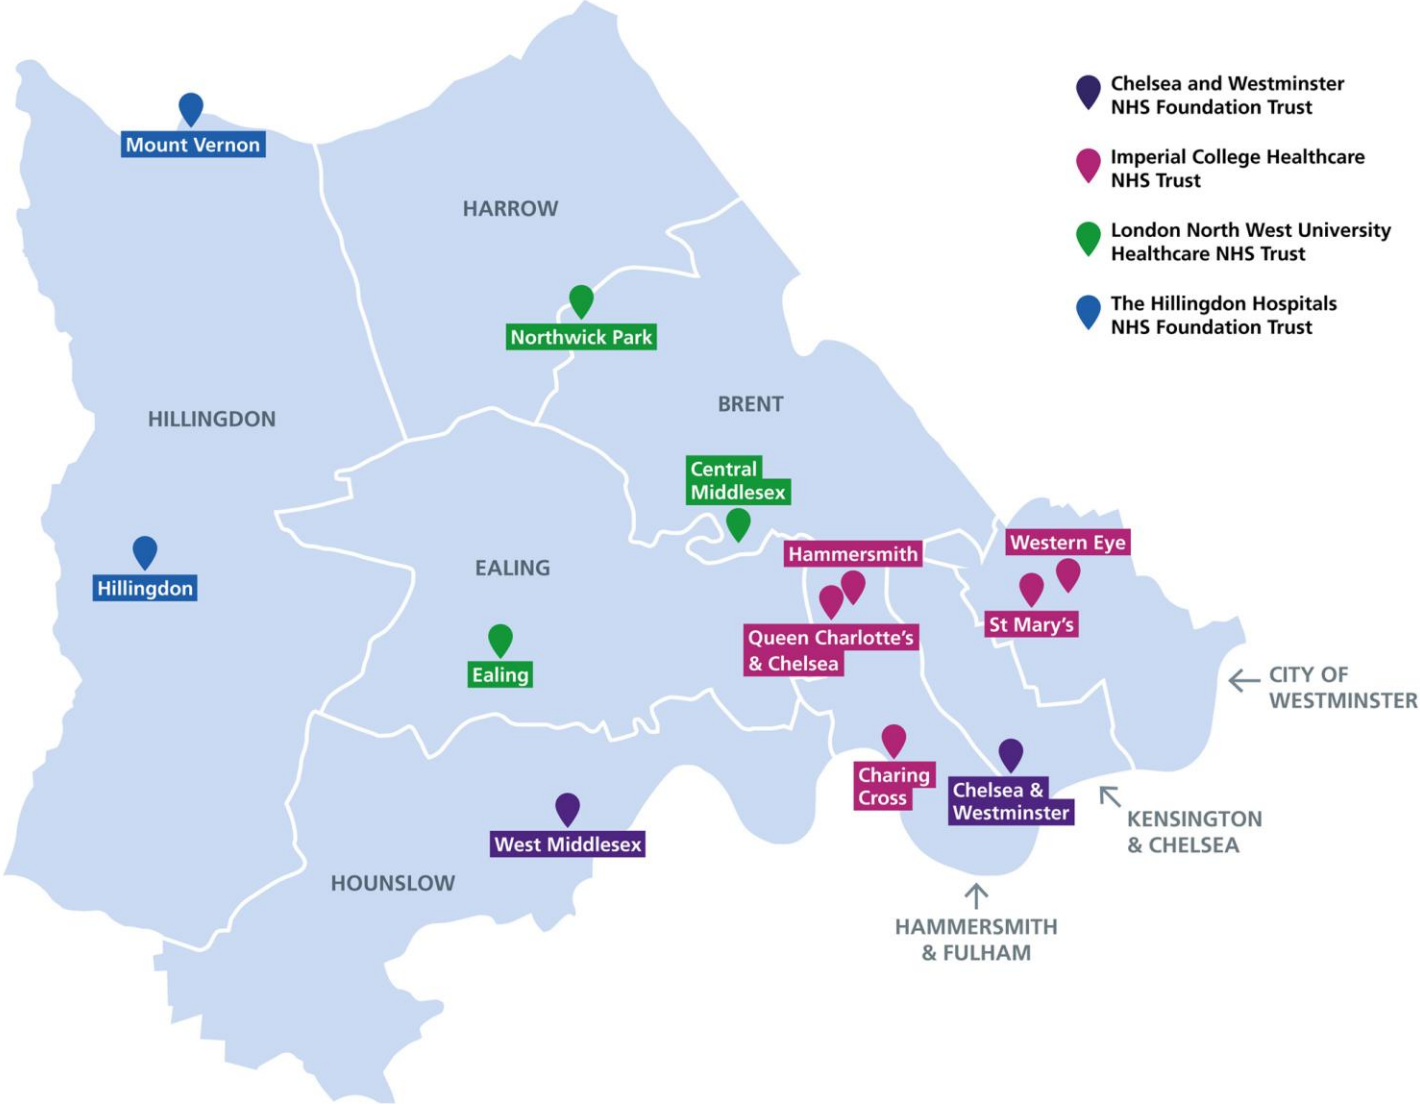 Chelsea and Westminster
NHS Foundation Trust
Imperial College Healthcare
NHS Trust
London North West University
Healthcare NHS Trust
The Hillingdon Hospitals
NHS Foundation Trust
Mount Vernon
HARROW
Northwick Park
BRENT
HILLINGDON
Central
Middlesex
Western Eye
Hammersmith
EALING
Hillingdon
St Mary's
Queen Charlotte's
& Chelsea
Ealing
CITY OF
WESTMINSTER
Charing
Cross
Chelsea &
Westminster
KENSINGTON
& CHELSEA
West Middlesex
HOUNSLOW
HAMMERSMITH
& FULHAM